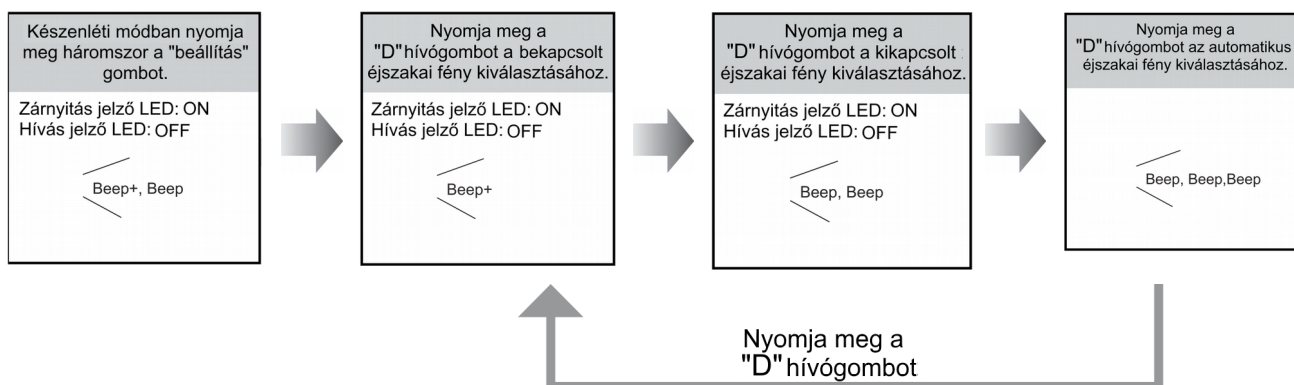 Készenléti módban nyomja
meg háromszor a "beállítás"
gombot.
Zárnyitás jelző LED: ON
Hívás jelző LED: OFF
Beep+, Beep
Nyomja meg a
"D" hívógombot a bekapcsolt
éjszakai fény kiválasztásához.
Zárnyitás jelző LED: ON
Hívás jelző LED: OFF
Beep+
Nyomja meg a
"D" hívógombot a kikapcsolt
éjszakai fény kiválasztásához.
Zárnyitás jelző LED: ON
Hívás jelző LED: OFF
Beep, Beep
Nyomja meg a
"D" hívógombot az automatikus
éjszakai fény kiválasztásához.
Beep, Beep,Beep
Nyomja meg a
"D" hívógombot